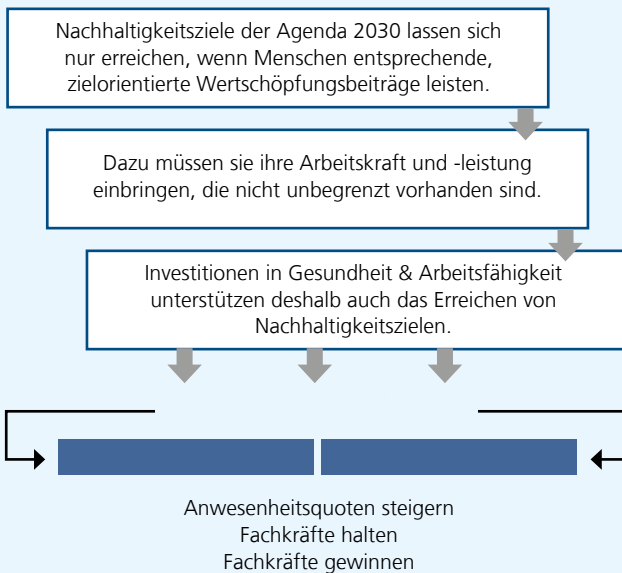 Nachhaltigkeitsziele der Agenda 2030 lassen sich
nur erreichen, wenn Menschen entsprechende,
zielorientierte Wertschöpfungsbeiträge leisten.
Dazu müssen sie ihre Arbeitskraft und -leistung
einbringen, die nicht unbegrenzt vorhanden sind.
Investitionen in Gesundheit & Arbeitsfähigkeit
unterstützen deshalb auch das Erreichen von
Nachhaltigkeitszielen.
Anwesenheitsquoten steigern
Fachkräfte halten
Fachkräfte gewinnen